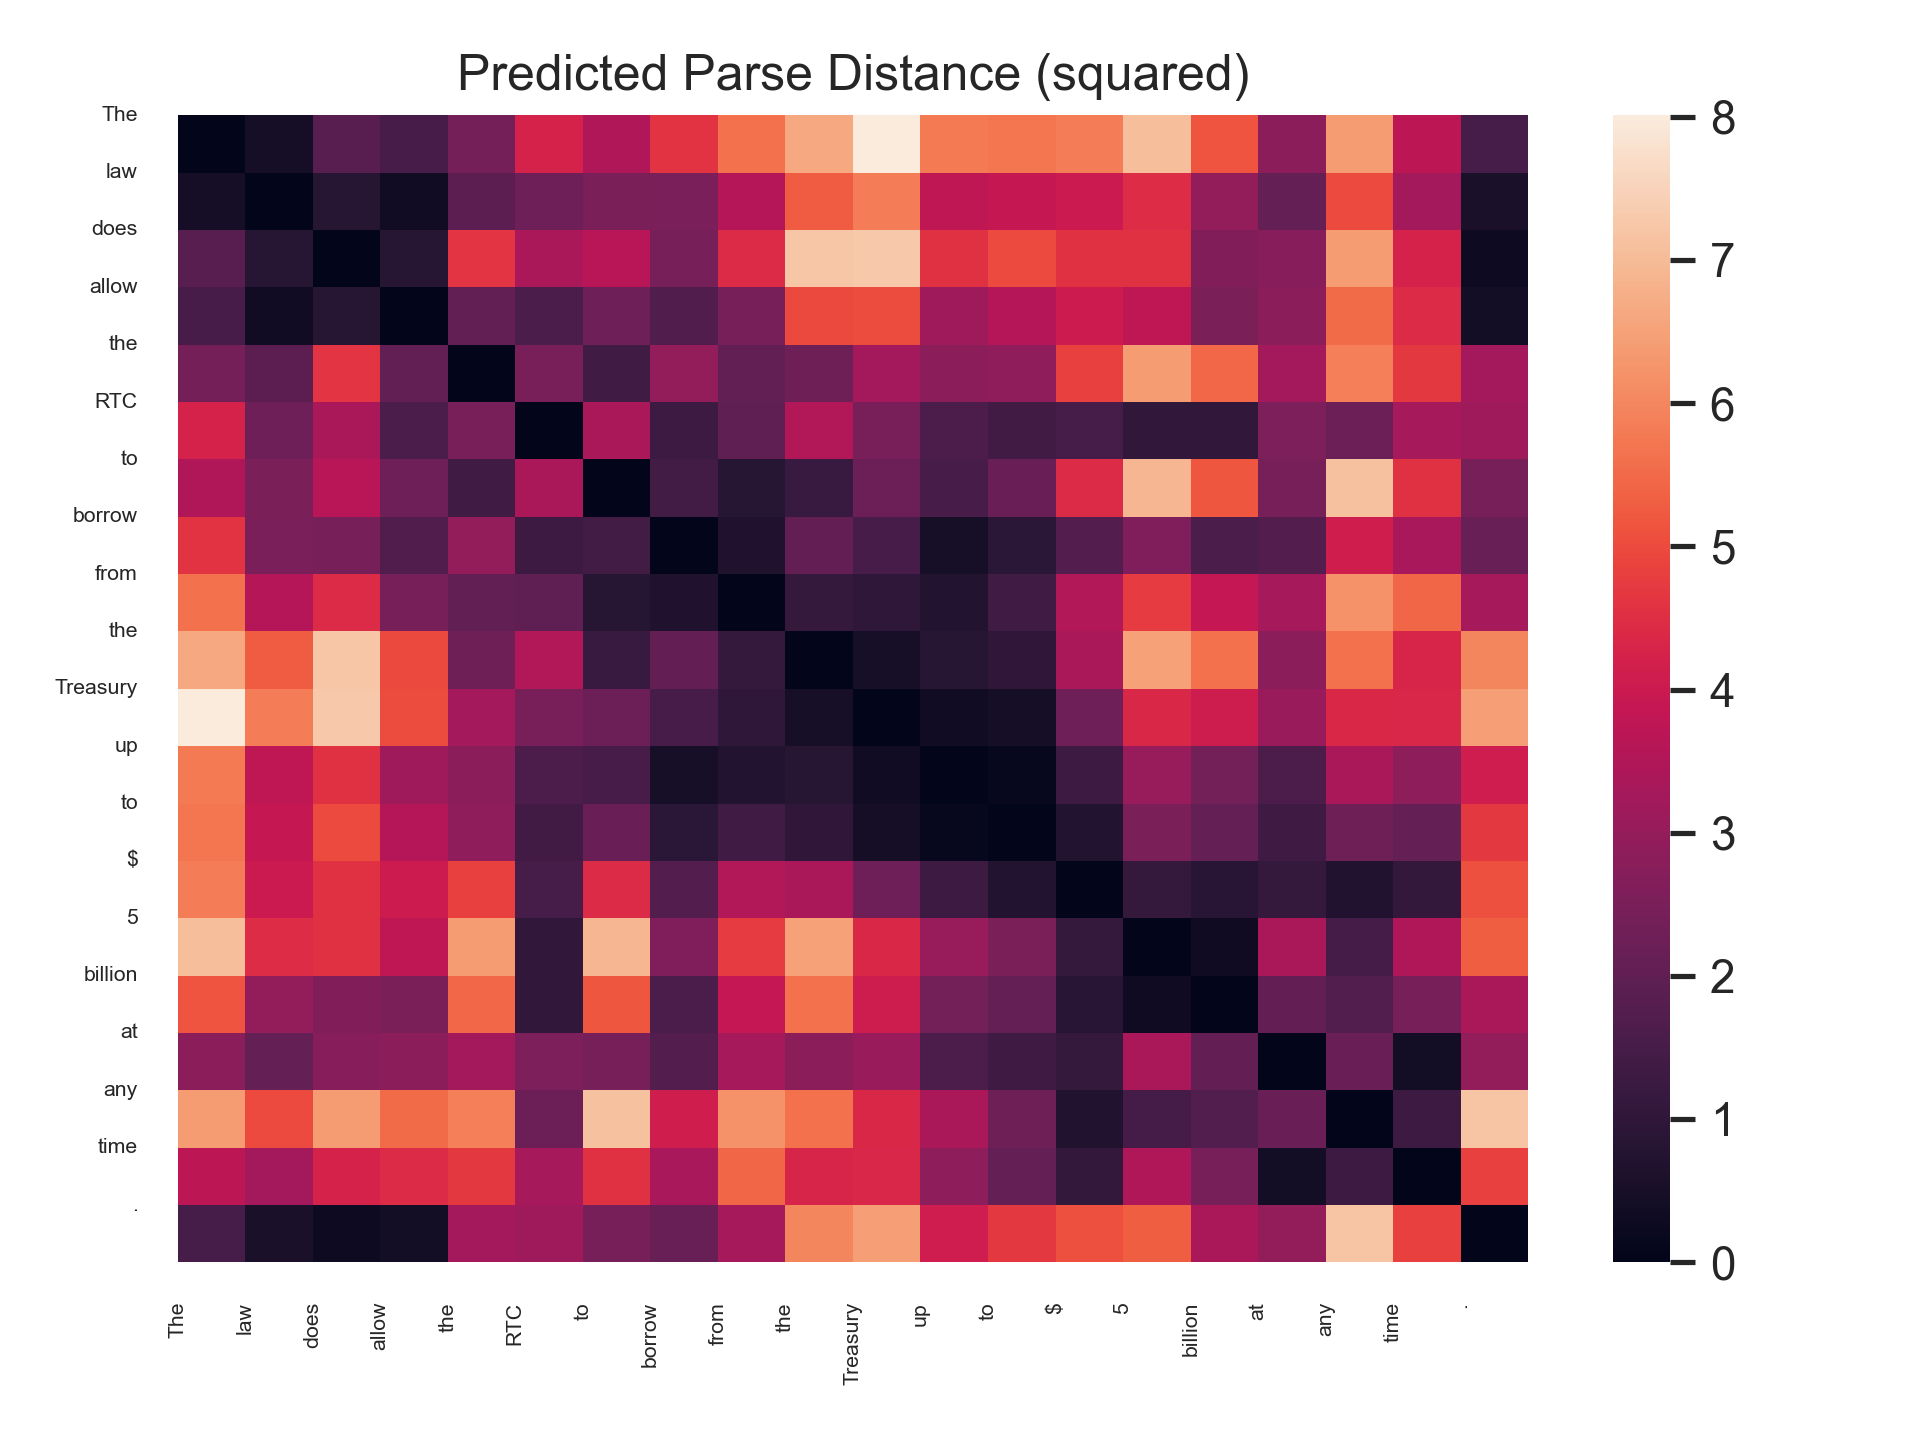 Predicted Parse Distance (squared)
The
law
does
allow
the
RTC
to
borrow
from
the
Treasury
up
to
$
5
billion
at
any
time
.
8
7
6
5
4
3
2
1
0
The
law
does
allow
the
RTC
to
borrow
from
the
Treasury
up
to
$
5
billion
at
any
time
.